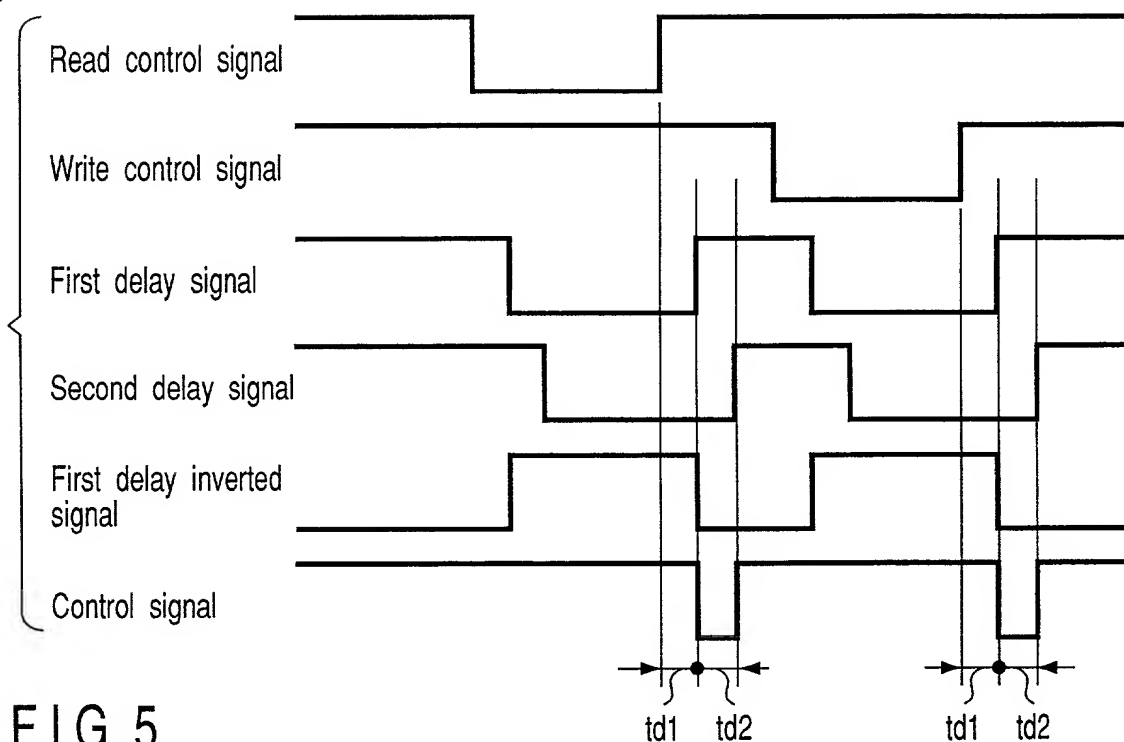 Read control signal
Write control signal
First delay signal
Second delay signal
First delay inverted
signal
Control signal
td1 td2 td1 td2
FIG. 5